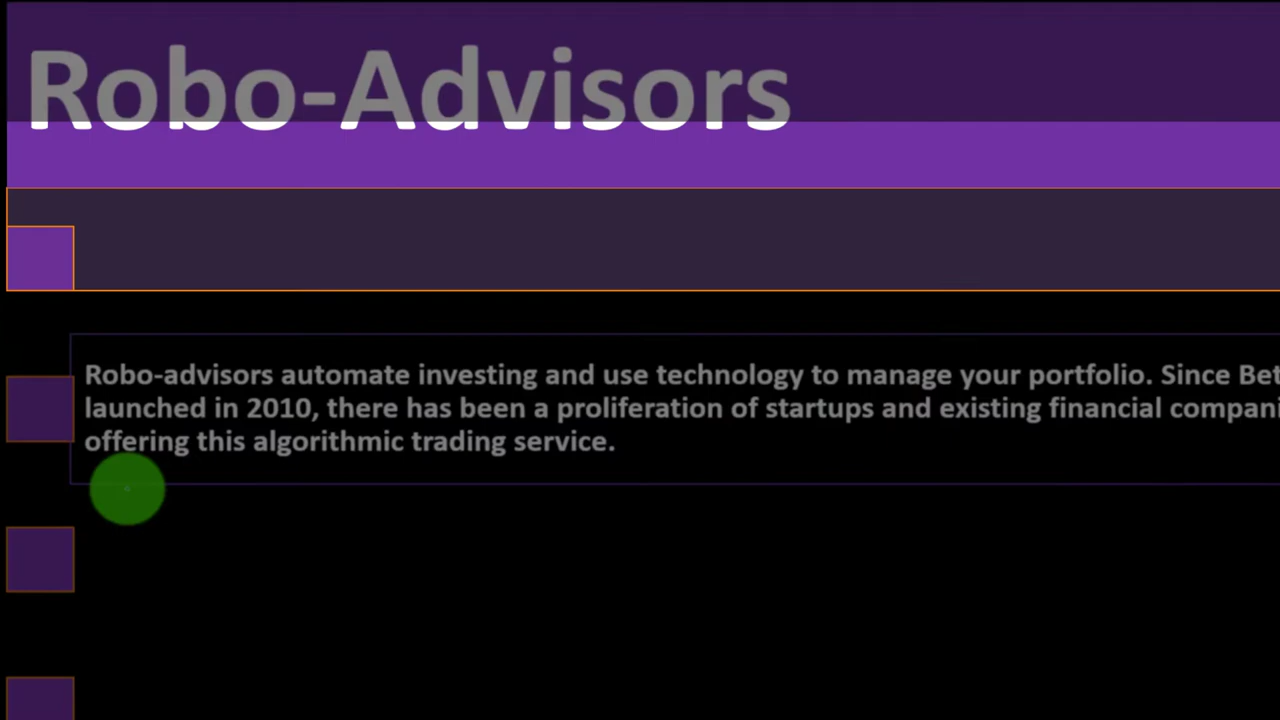 Robo-Advisors
Robo-advisors automate investing and use technology to manage your portfolio. Since
launched in 2010, there has been a proliferation of startups and existing financial
offering this algorithmic trading service.